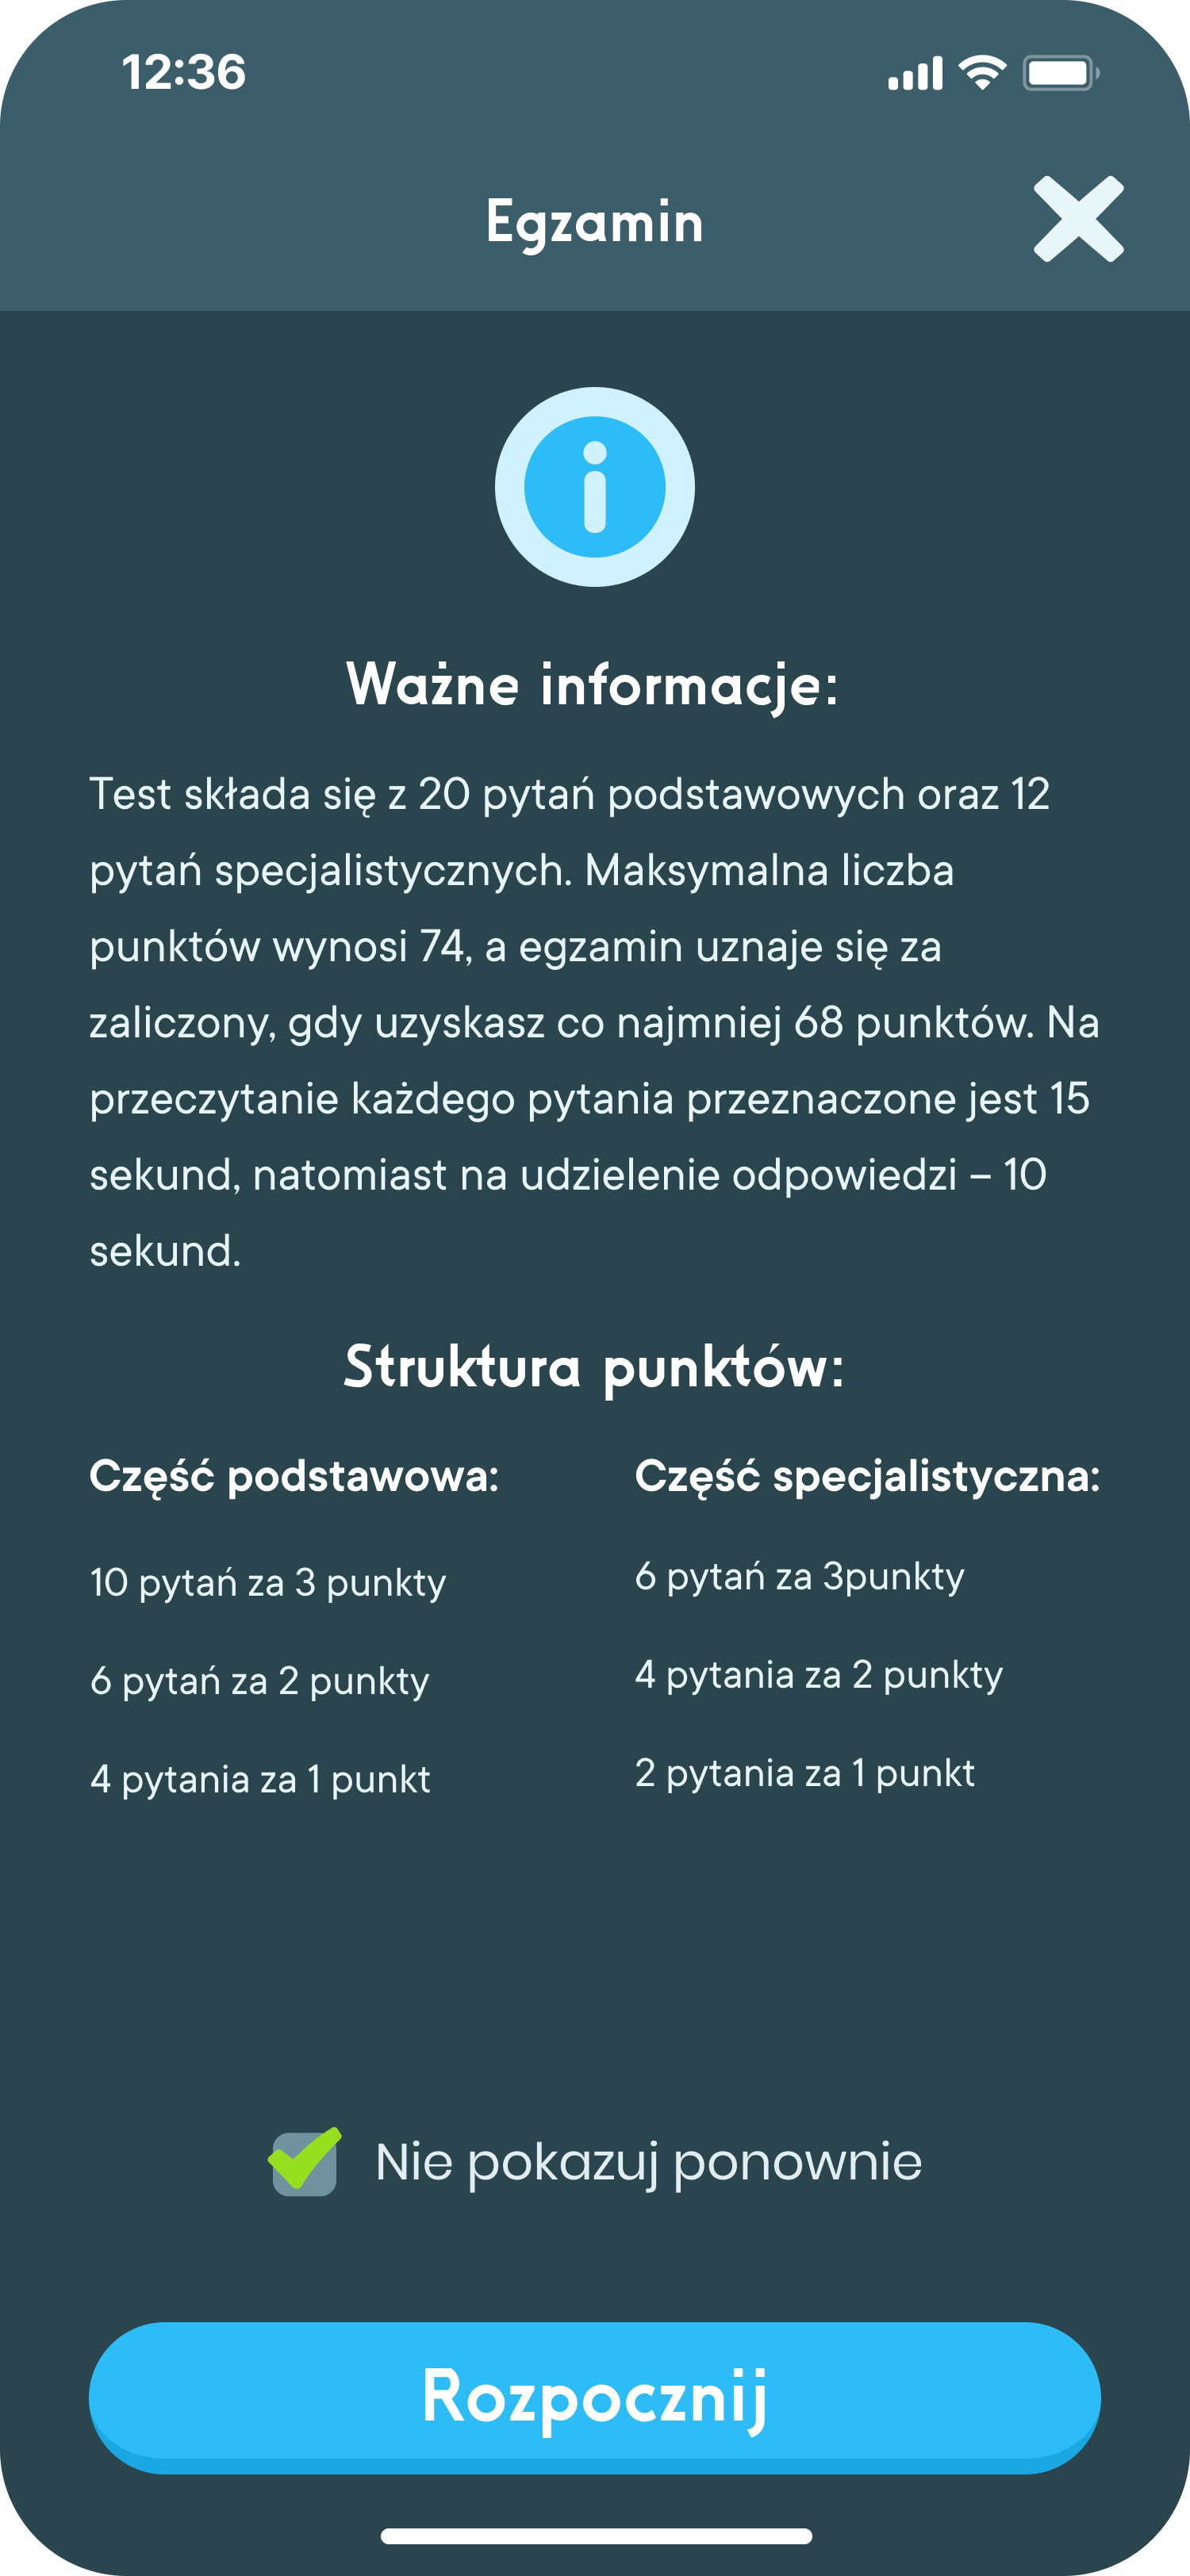 12:36
Egzamin
Ważne informacje:
Test składa się z 20 pytań podstawowych oraz 12
pytań specjalistycznych. Maksymalna liczba
punktów wynosi 74, a egzamin uznaje się za
zaliczony, gdy uzyskasz co najmniej 68 punktów. Na
przeczytanie każdego pytania przeznaczone jest 15
sekund, natomiast na udzielenie odpowiedzi – 10
sekund.
Struktura punktów:
Część podstawowa:
10 pytań za 3 punkty
6 pytań za 2 punkty
4 pytania za 1 punkt
Część specjalistyczna:
6 pytań za 3punkty
4 pytania za 2 punkty
2 pytania za 1 punkt
Nie pokazuj ponownie
Rozpocznij